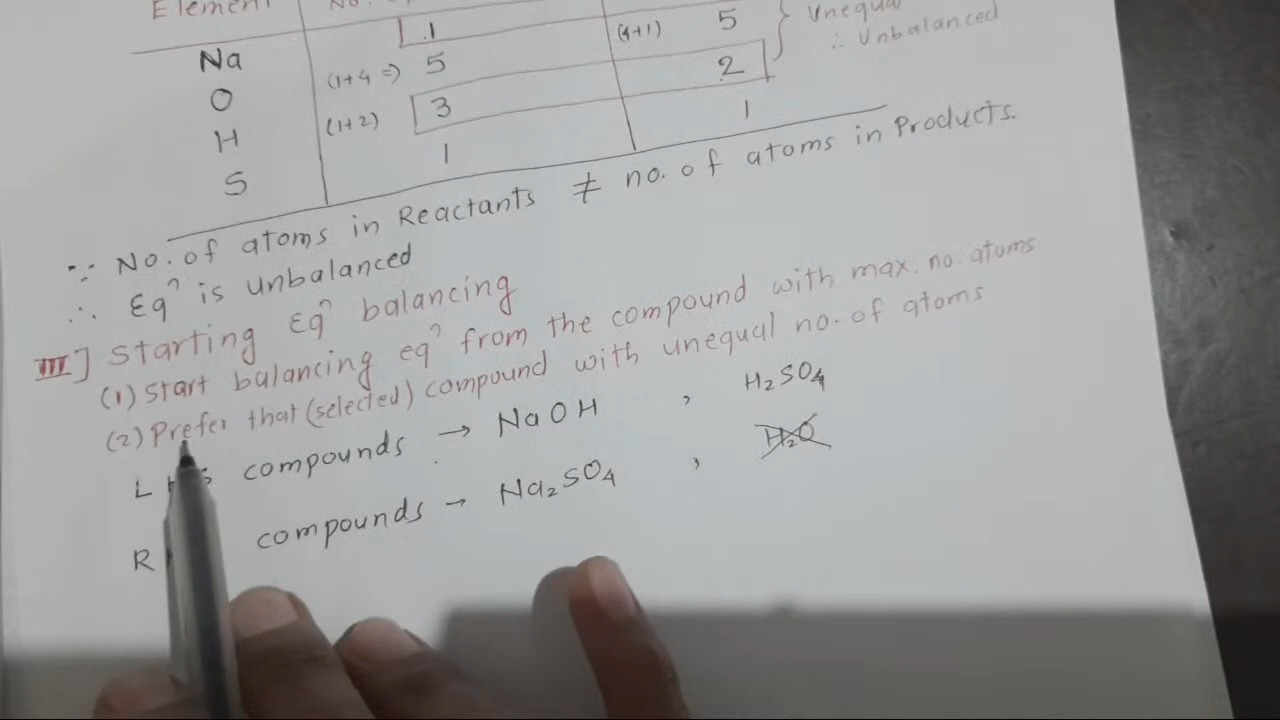 Element No. o
Na 1 (4+1) 5 Unequa
O (1+4 =) 5 2 ∴ Unbalanced
H (1+2) 3 1
S 1
∵ No. of atoms in Reactants ≠ no. of atoms in Products.
∴ Eqⁿ is unbalanced
III] Starting Eqⁿ balancing
(1) Start balancing eqⁿ from the compound with max. no. atoms
(2) Prefer that (selected) compound with unequal no. of atoms
L S compounds → NaOH , H₂SO₄
R compounds → Na₂SO₄ , H₂O